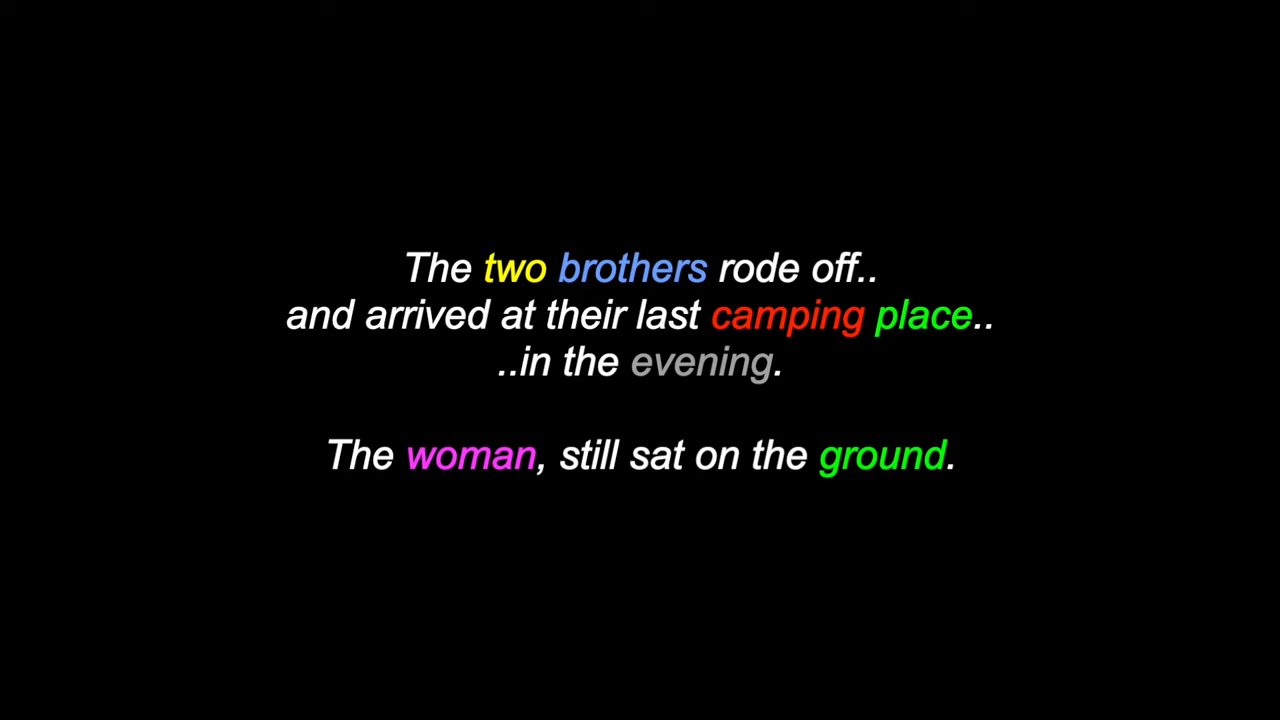 The two brothers rode off..
and arrived at their last camping place..
..in the evening.
The woman, still sat on the ground.